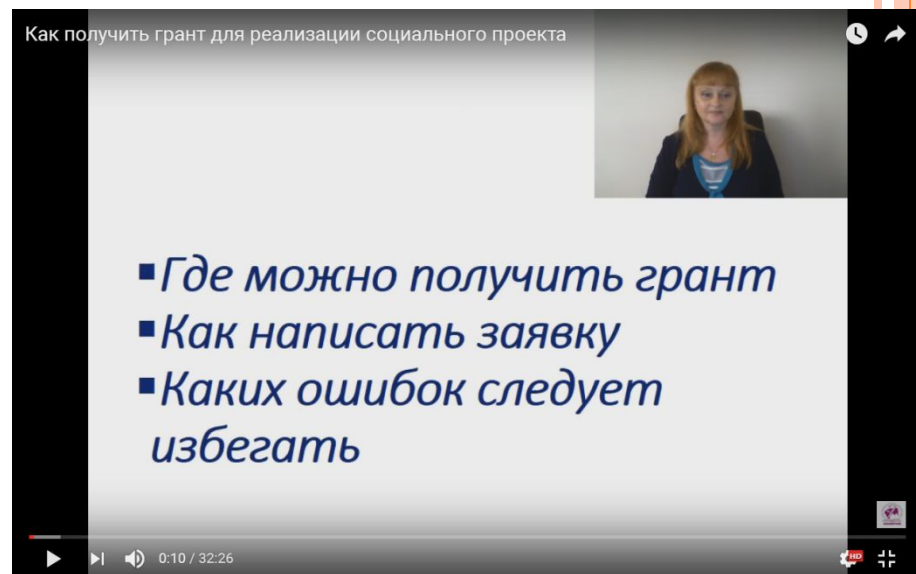 Как получить грант для реализации социального проекта
▪Где можно получить грант
▪Как написать заявку
▪Каких ошибок следует
избегать
0:10 / 32:26
HD